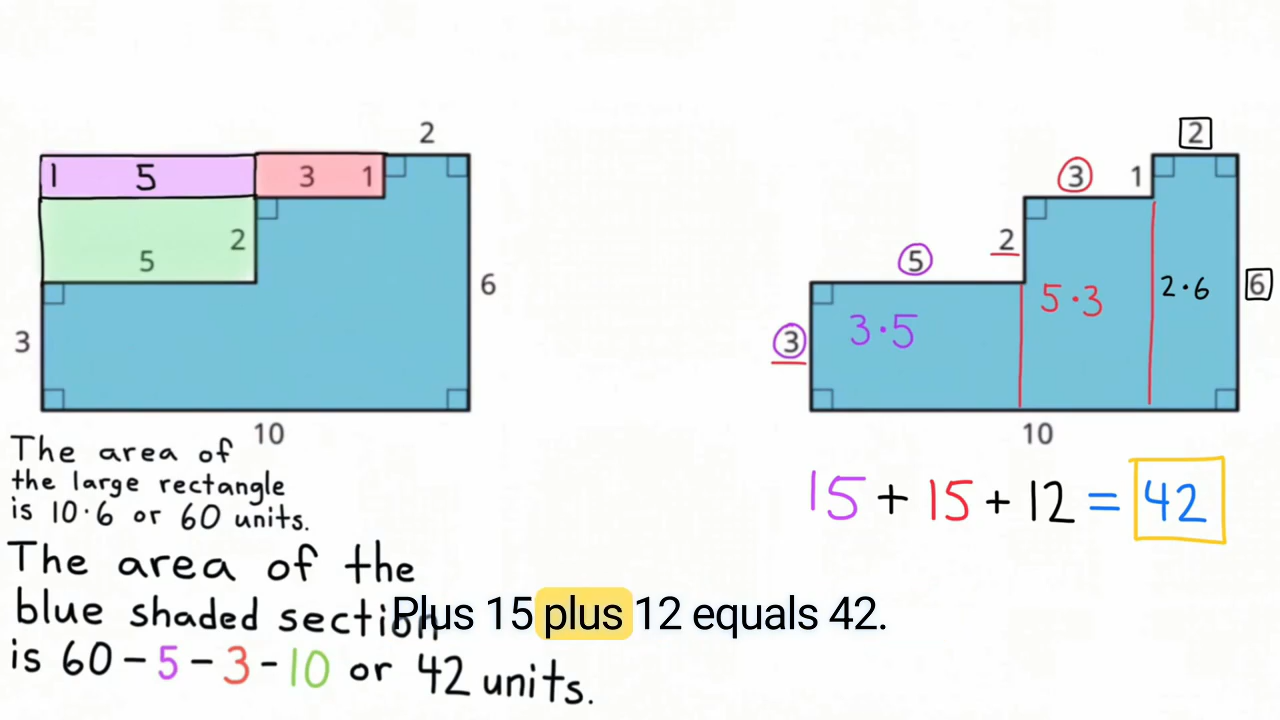 2
1 5
3 1
2
5
6
3
10
The area of
the large rectangle
is 10·6 or 60 units.
The area of the
blue shaded section
is 60 - 5 - 3 - 10 or 42 units.
2
3 1
2
5
5·3
2·6
6
3
3·5
10
15 + 15 + 12 = 42
Plus 15 plus 12 equals 42.